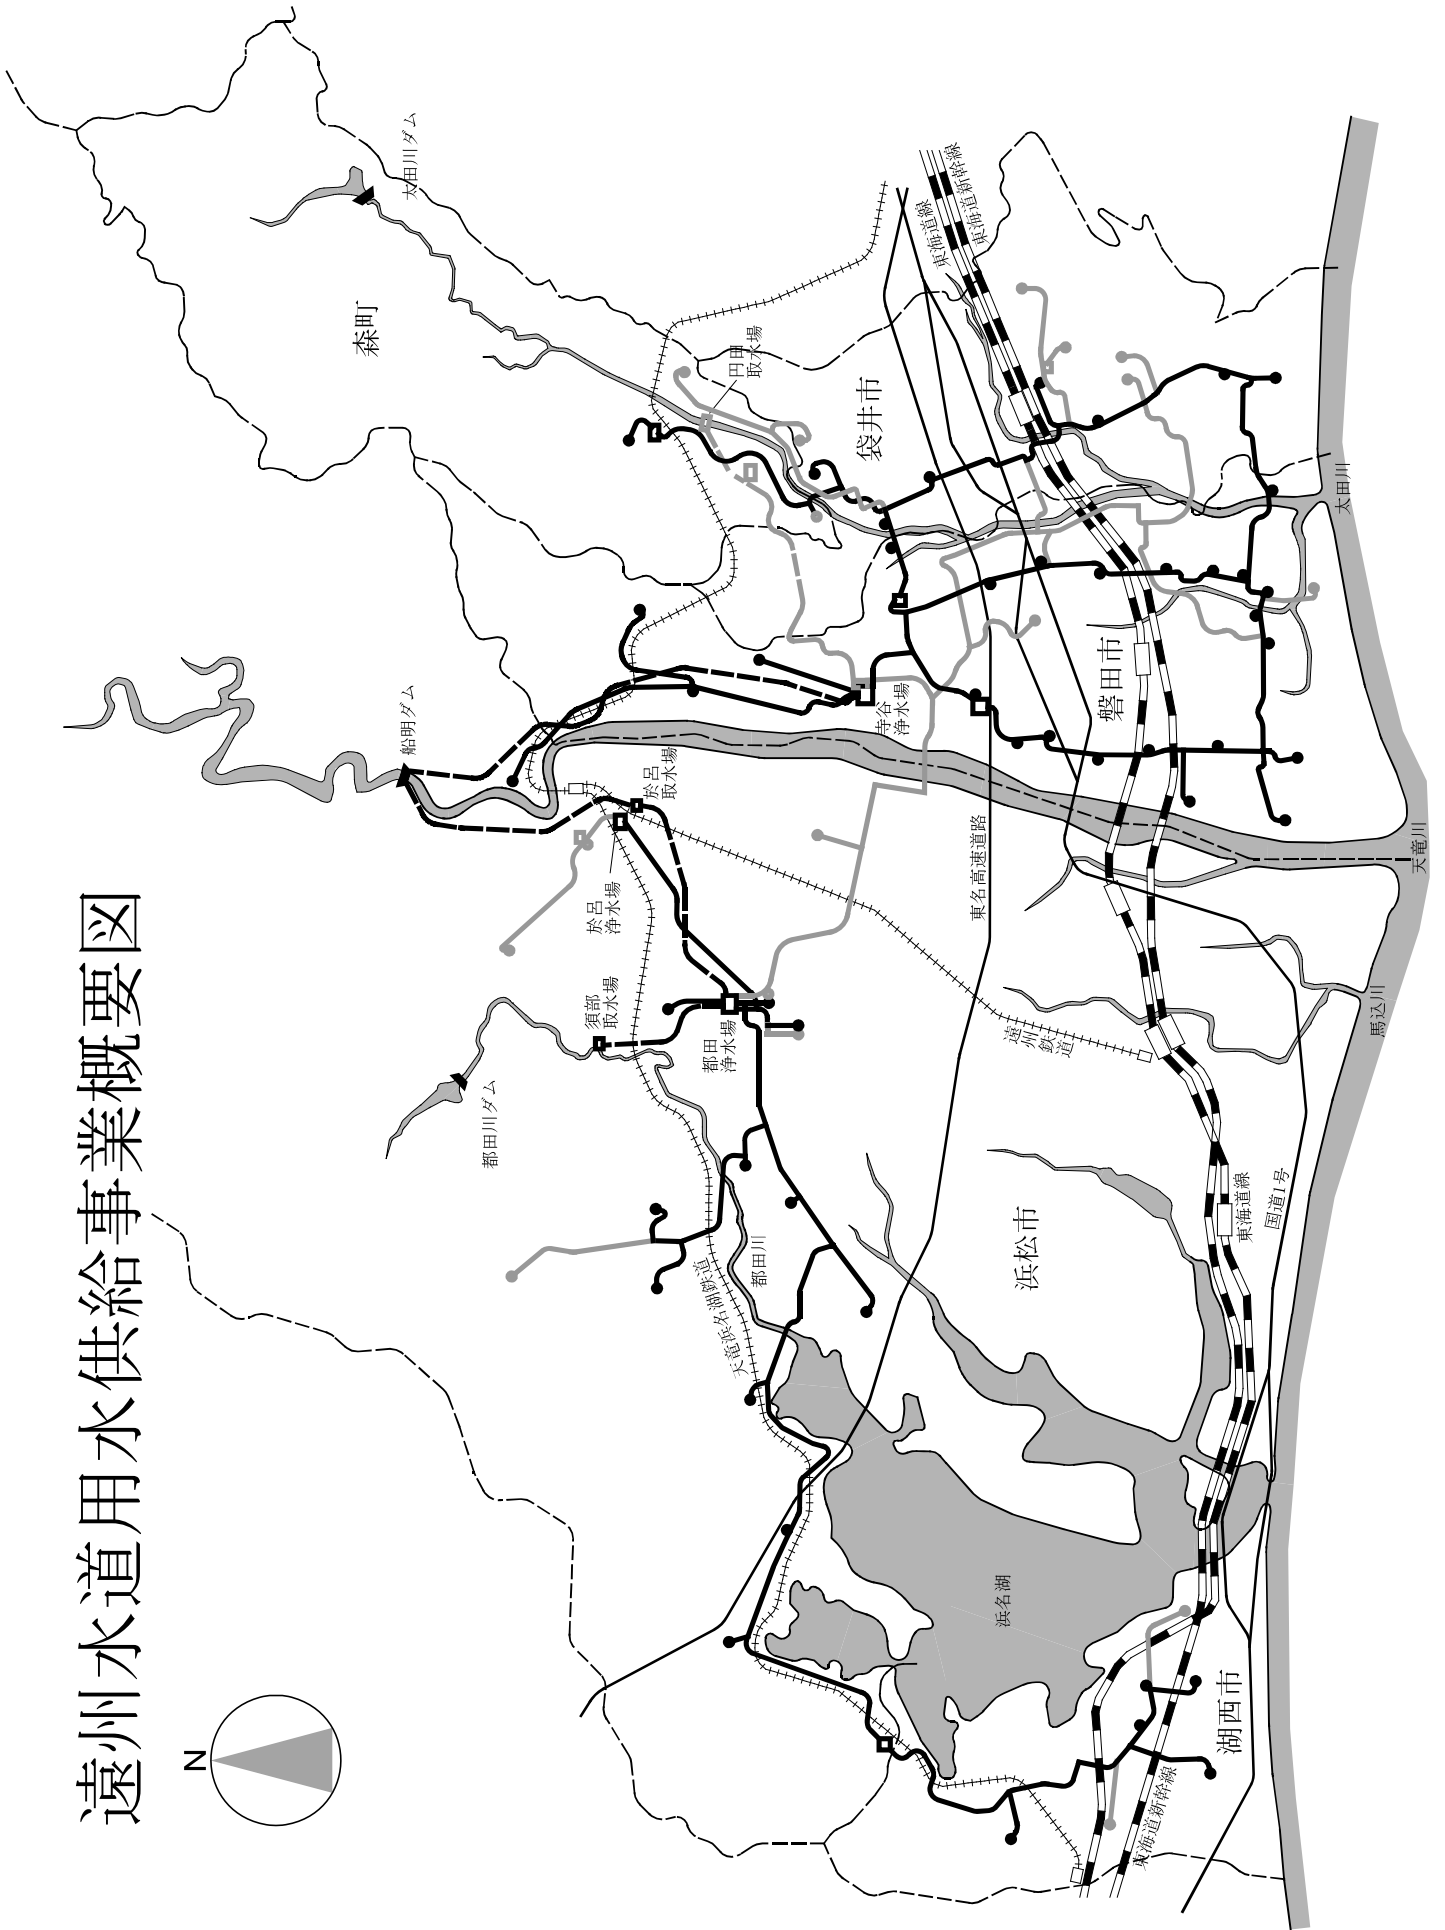 遠州水道用水供給事業概要図
N
太田川ダム
森町
船明ダム
円田
取水場
袋井市
東海道線
東海道新幹線
太田川
寺谷
浄水場
磐田市
於呂
取水場
於呂
浄水場
東名高速道路
天竜川
須部
取水場
都田
浄水場
遠州鉄道
馬込川
都田川ダム
都田川
天竜浜名湖鉄道
浜松市
東海道線
国道1号
浜名湖
湖西市
東海道新幹線